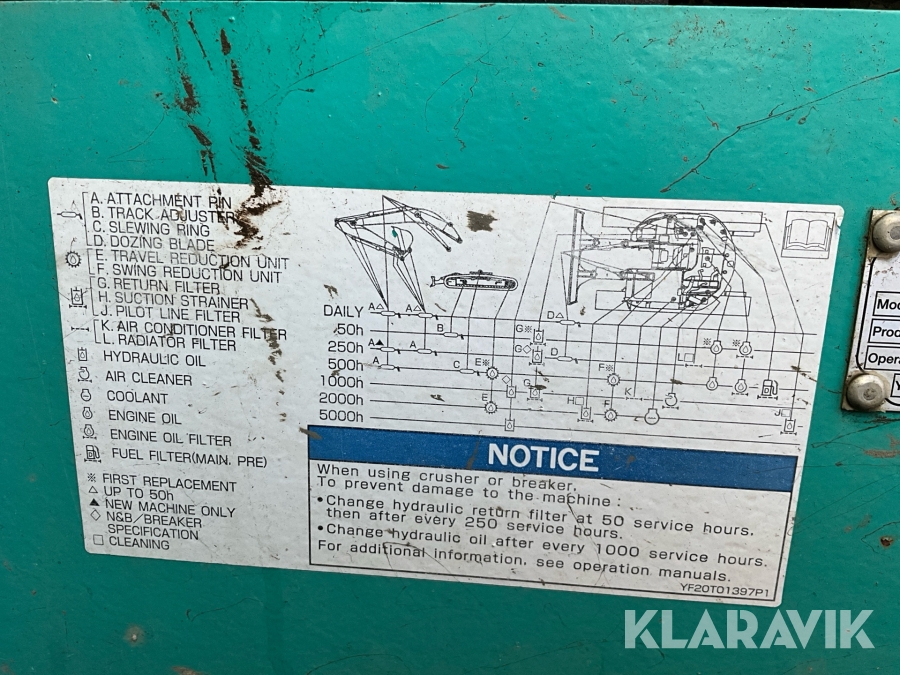 A. ATTACHMENT PIN
B. TRACK ADJUSTER
C. SLEWING RING
D. DOZING BLADE
E. TRAVEL REDUCTION UNIT
F. SWING REDUCTION UNIT
G. RETURN FILTER
H. SUCTION STRAINER
J. PILOT LINE FILTER
K. AIR CONDITIONER FILTER
L. RADIATOR FILTER
HYDRAULIC OIL
AIR CLEANER
COOLANT
ENGINE OIL
ENGINE OIL FILTER
FUEL FILTER(MAIN, PRE)
※ FIRST REPLACEMENT
△ UP TO 50h
▲ NEW MACHINE ONLY
◇ N&B/BREAKER
SPECIFICATION
□ CLEANING
DAILY A△ A△ D△
50h B G※
250h A▲ A G◇ D L□
500h A C E※ F※
1000h ◇ G K
2000h E H□ F
5000h J□
NOTICE
When using crusher or breaker,
To prevent damage to the machine :
•Change hydraulic return filter at 50 service hours,
then after every 250 service hours.
•Change hydraulic oil after every 1000 service hours.
For additional information, see operation manuals.
YF20T01397P1
Mod
Prod
Opera
KLARAVIK